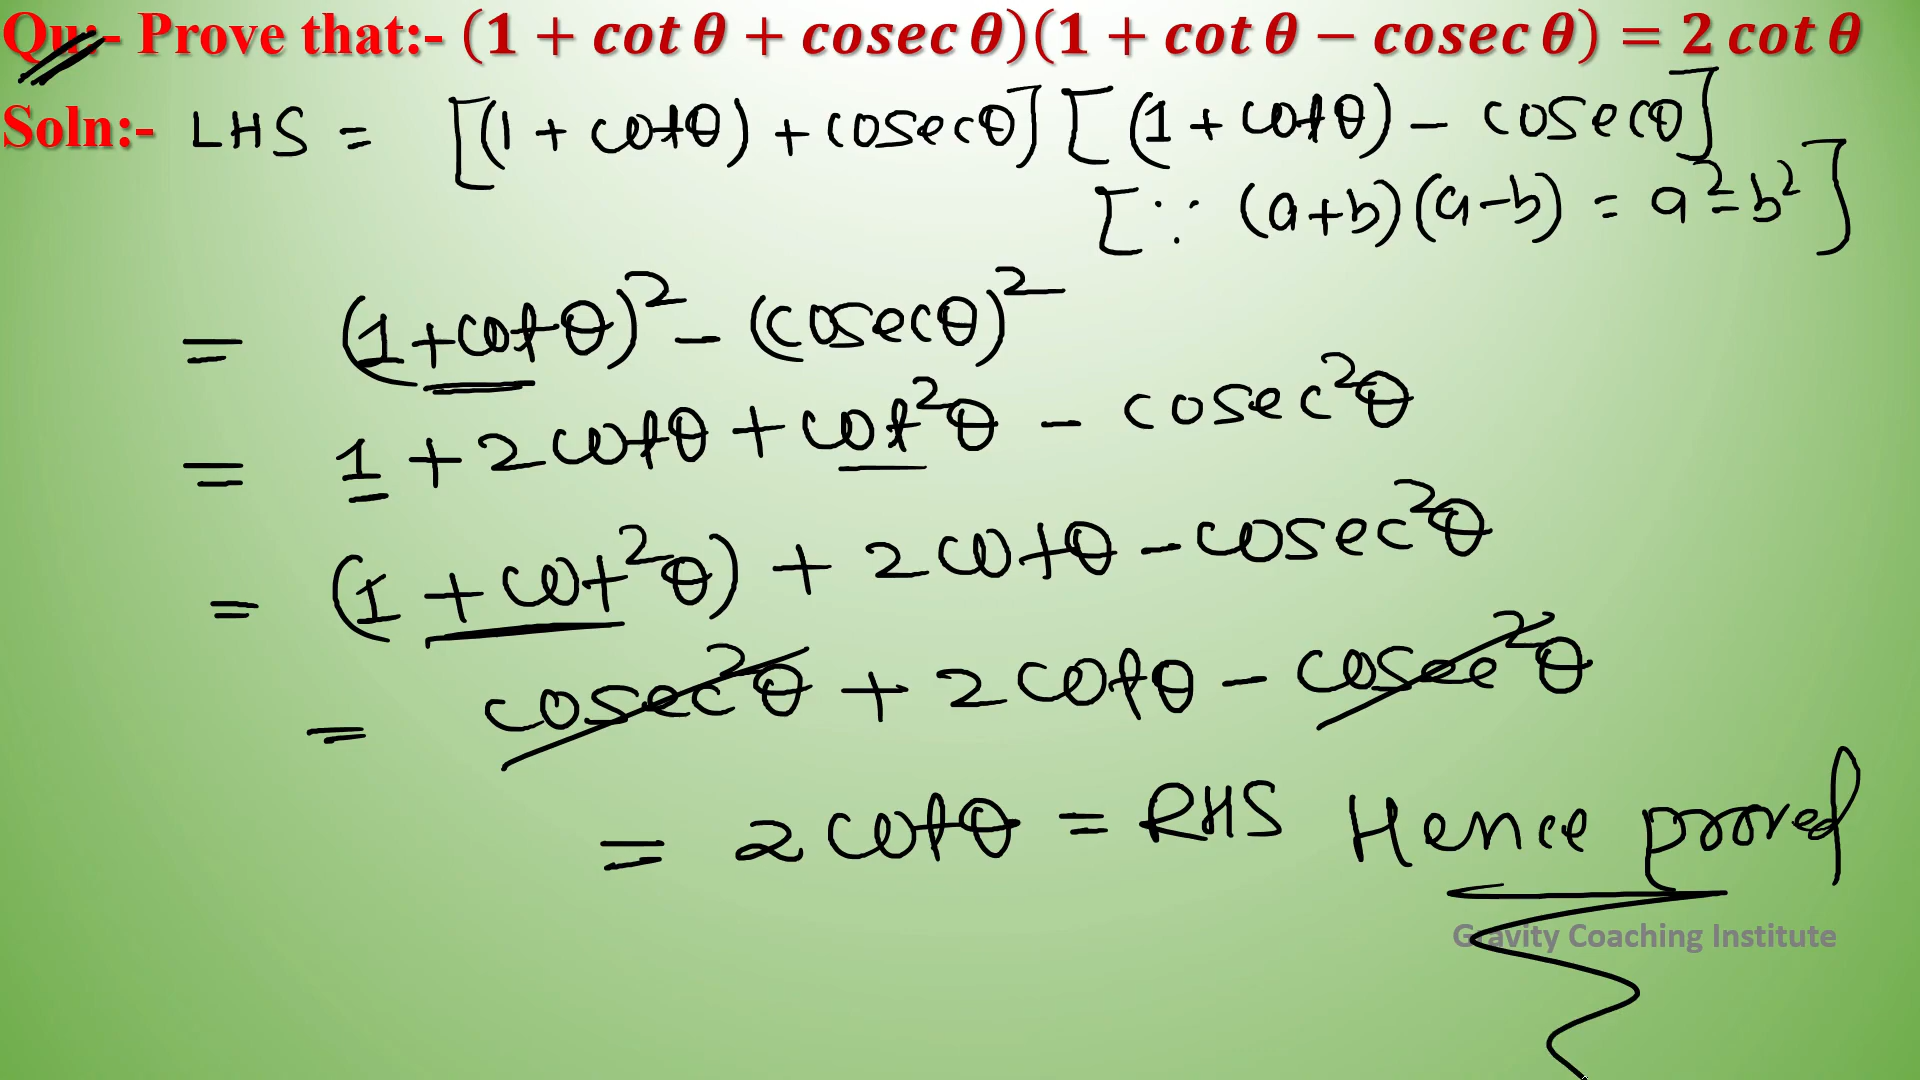 Qu:- Prove that:- (1 + cot θ + cosec θ)(1 + cot θ − cosec θ) = 2 cot θ
Soln:- LHS = [(1 + cotθ) + cosecθ] [(1 + cotθ) − cosecθ]
[∵ (a+b)(a−b) = a² − b²]
= (1+cotθ)² − (cosecθ)²
= 1 + 2cotθ + cot²θ − cosec²θ
= (1 + cot²θ) + 2cotθ − cosec²θ
= cosec²θ + 2cotθ − cosec²θ
= 2cotθ = RHS Hence proved
Gravity Coaching Institute